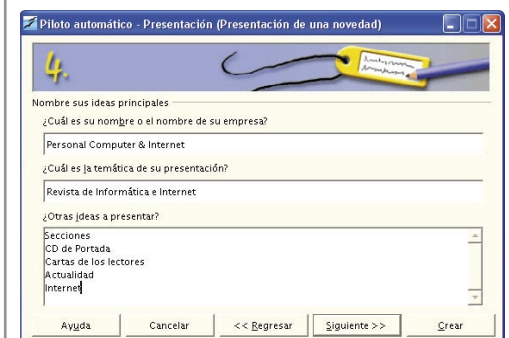 Piloto automático - Presentación (Presentación de una novedad)
4.
Nombre sus ideas principales
¿Cuál es su nombre o el nombre de su empresa?
Personal Computer & Internet
¿Cuál es la temática de su presentación?
Revista de Informática e Internet
¿Otras ideas a presentar?
Secciones
CD de Portada
Cartas de los lectores
Actualidad
Internet
Ayuda Cancelar << Regresar Siguiente >> Crear